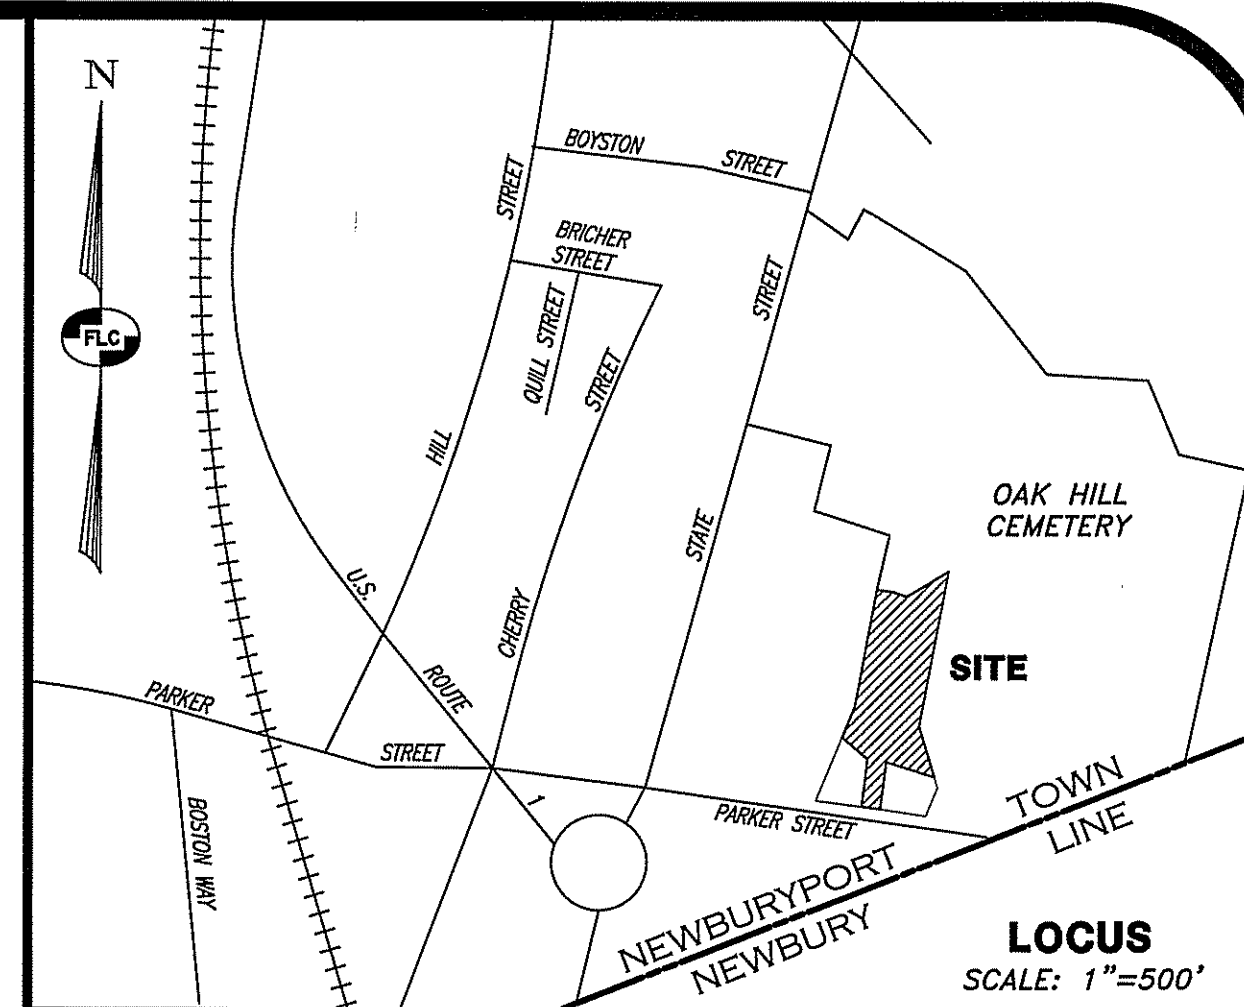 N
FLC
BOYSTON STREET
STREET
BRICHER
STREET
QUILL STREET
STREET
STREET
HILL
STATE
OAK HILL
CEMETERY
U.S.
CHERRY
ROUTE
SITE
PARKER
STREET
1
BOSTON WAY
PARKER STREET
TOWN
LINE
NEWBURYPORT
NEWBURY
LOCUS
SCALE: 1"=500'